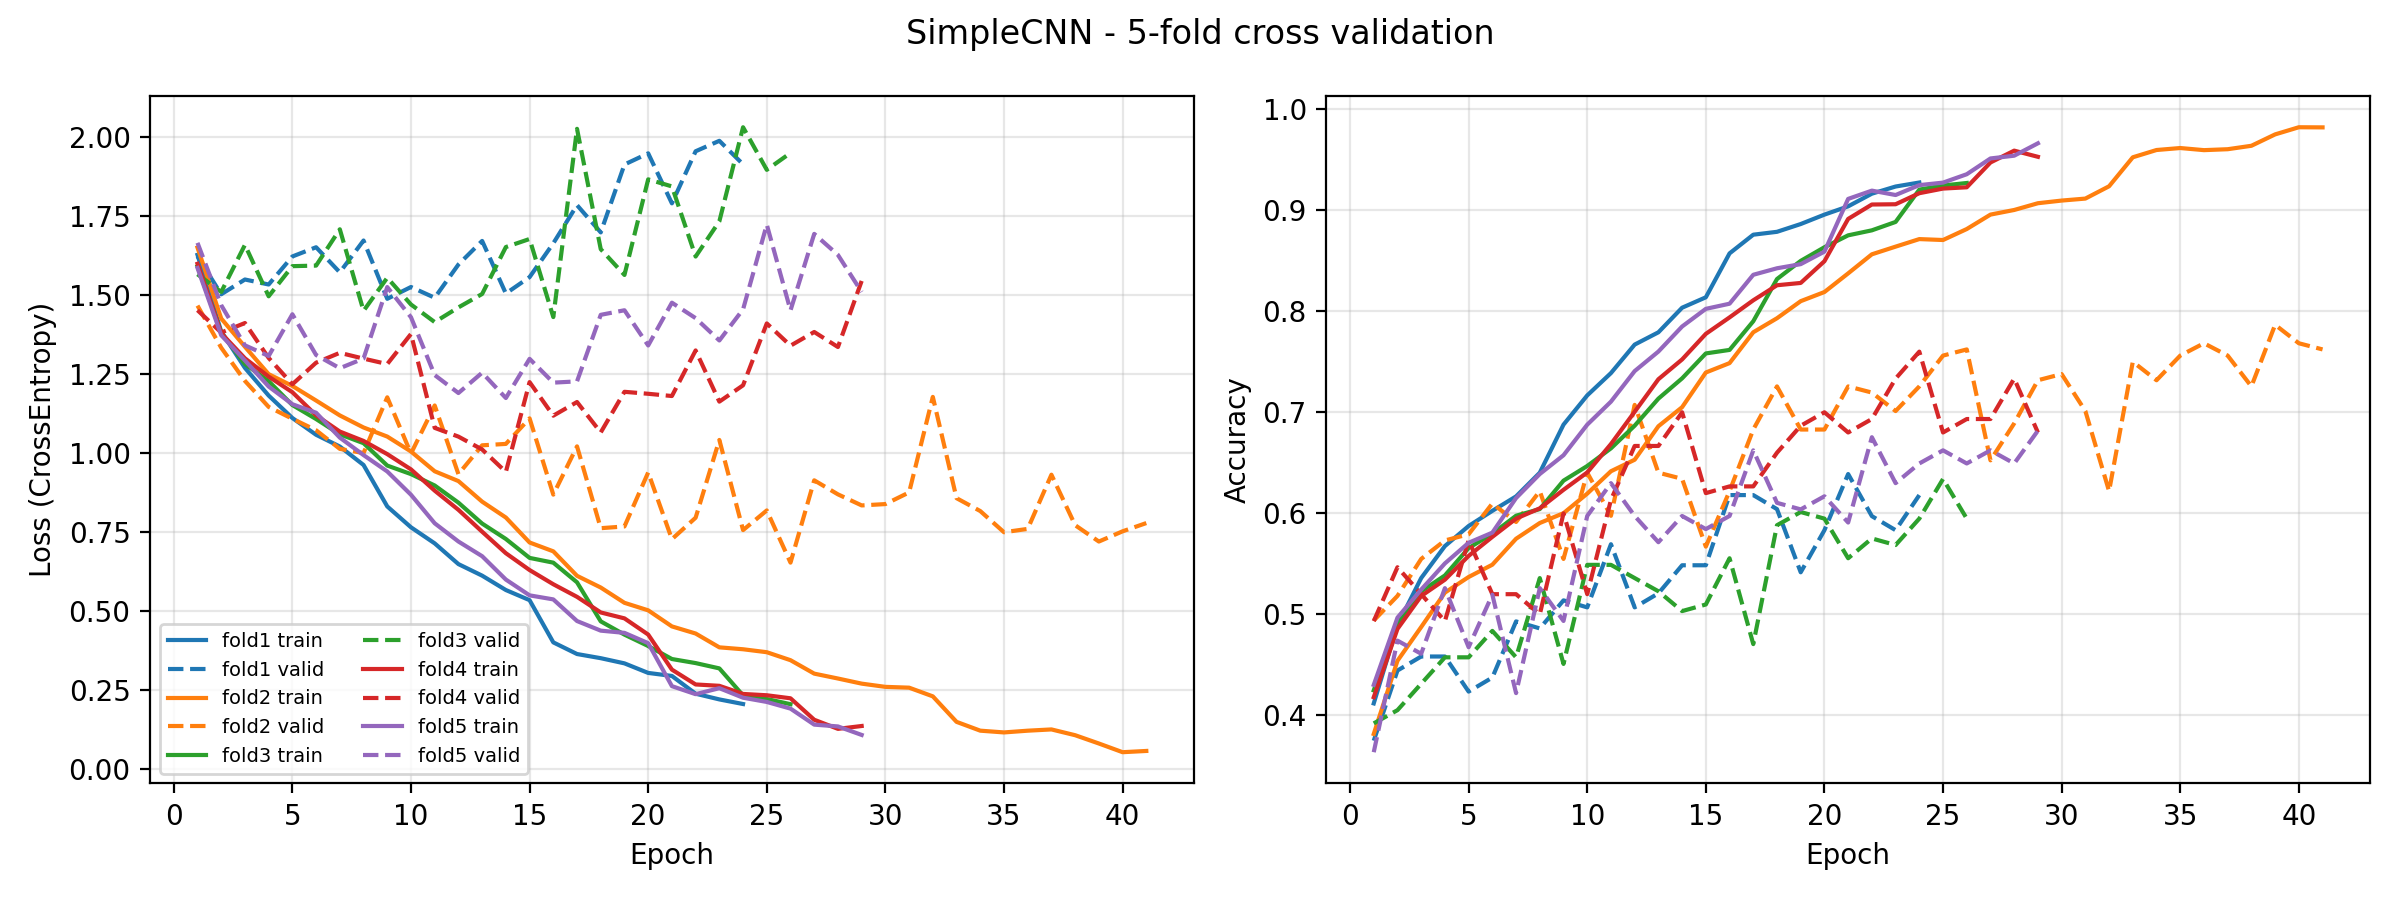 SimpleCNN - 5-fold cross validation
Loss (CrossEntropy)
2.00
1.75
1.50
1.25
1.00
0.75
0.50
0.25
0.00
fold1 train
fold1 valid
fold2 train
fold2 valid
fold3 train
fold3 valid
fold4 train
fold4 valid
fold5 train
fold5 valid
0 5 10 15 20 25 30 35 40
Epoch
Accuracy
1.0
0.9
0.8
0.7
0.6
0.5
0.4
0 5 10 15 20 25 30 35 40
Epoch